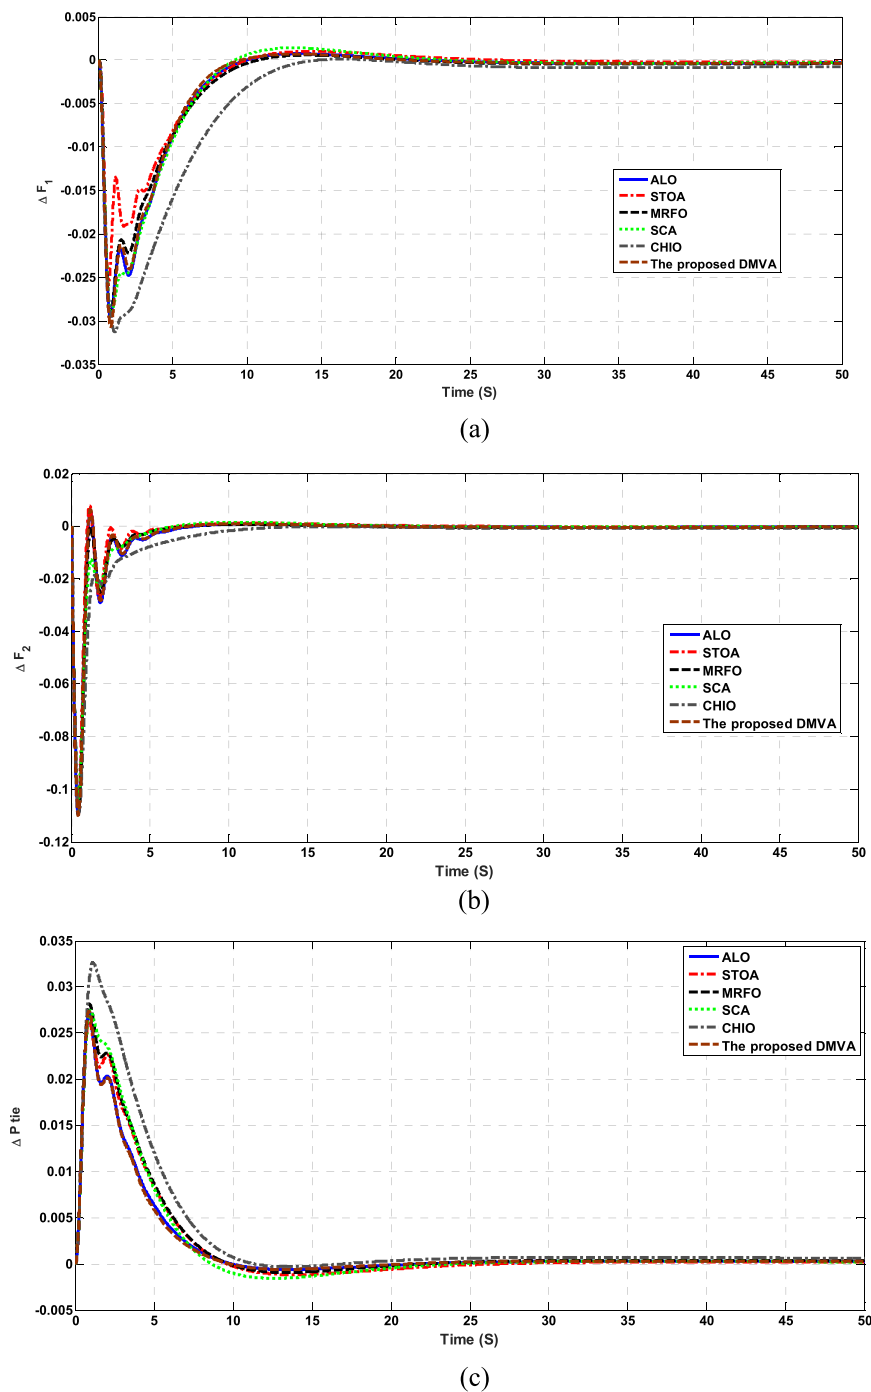 0.005
0
-0.005
-0.01
-0.015
-0.02
-0.025
-0.03
-0.035
Δ F1
ALO
STOA
MRFO
SCA
CHIO
The proposed DMVA
0 5 10 15 20 25 30 35 40 45 50
Time (S)
(a)
0.02
0
-0.02
-0.04
-0.06
-0.08
-0.1
-0.12
Δ F2
ALO
STOA
MRFO
SCA
CHIO
The proposed DMVA
0 5 10 15 20 25 30 35 40 45 50
Time (S)
(b)
0.035
0.03
0.025
0.02
0.015
0.01
0.005
0
-0.005
Δ P tie
ALO
STOA
MRFO
SCA
CHIO
The proposed DMVA
0 5 10 15 20 25 30 35 40 45 50
Time (S)
(c)